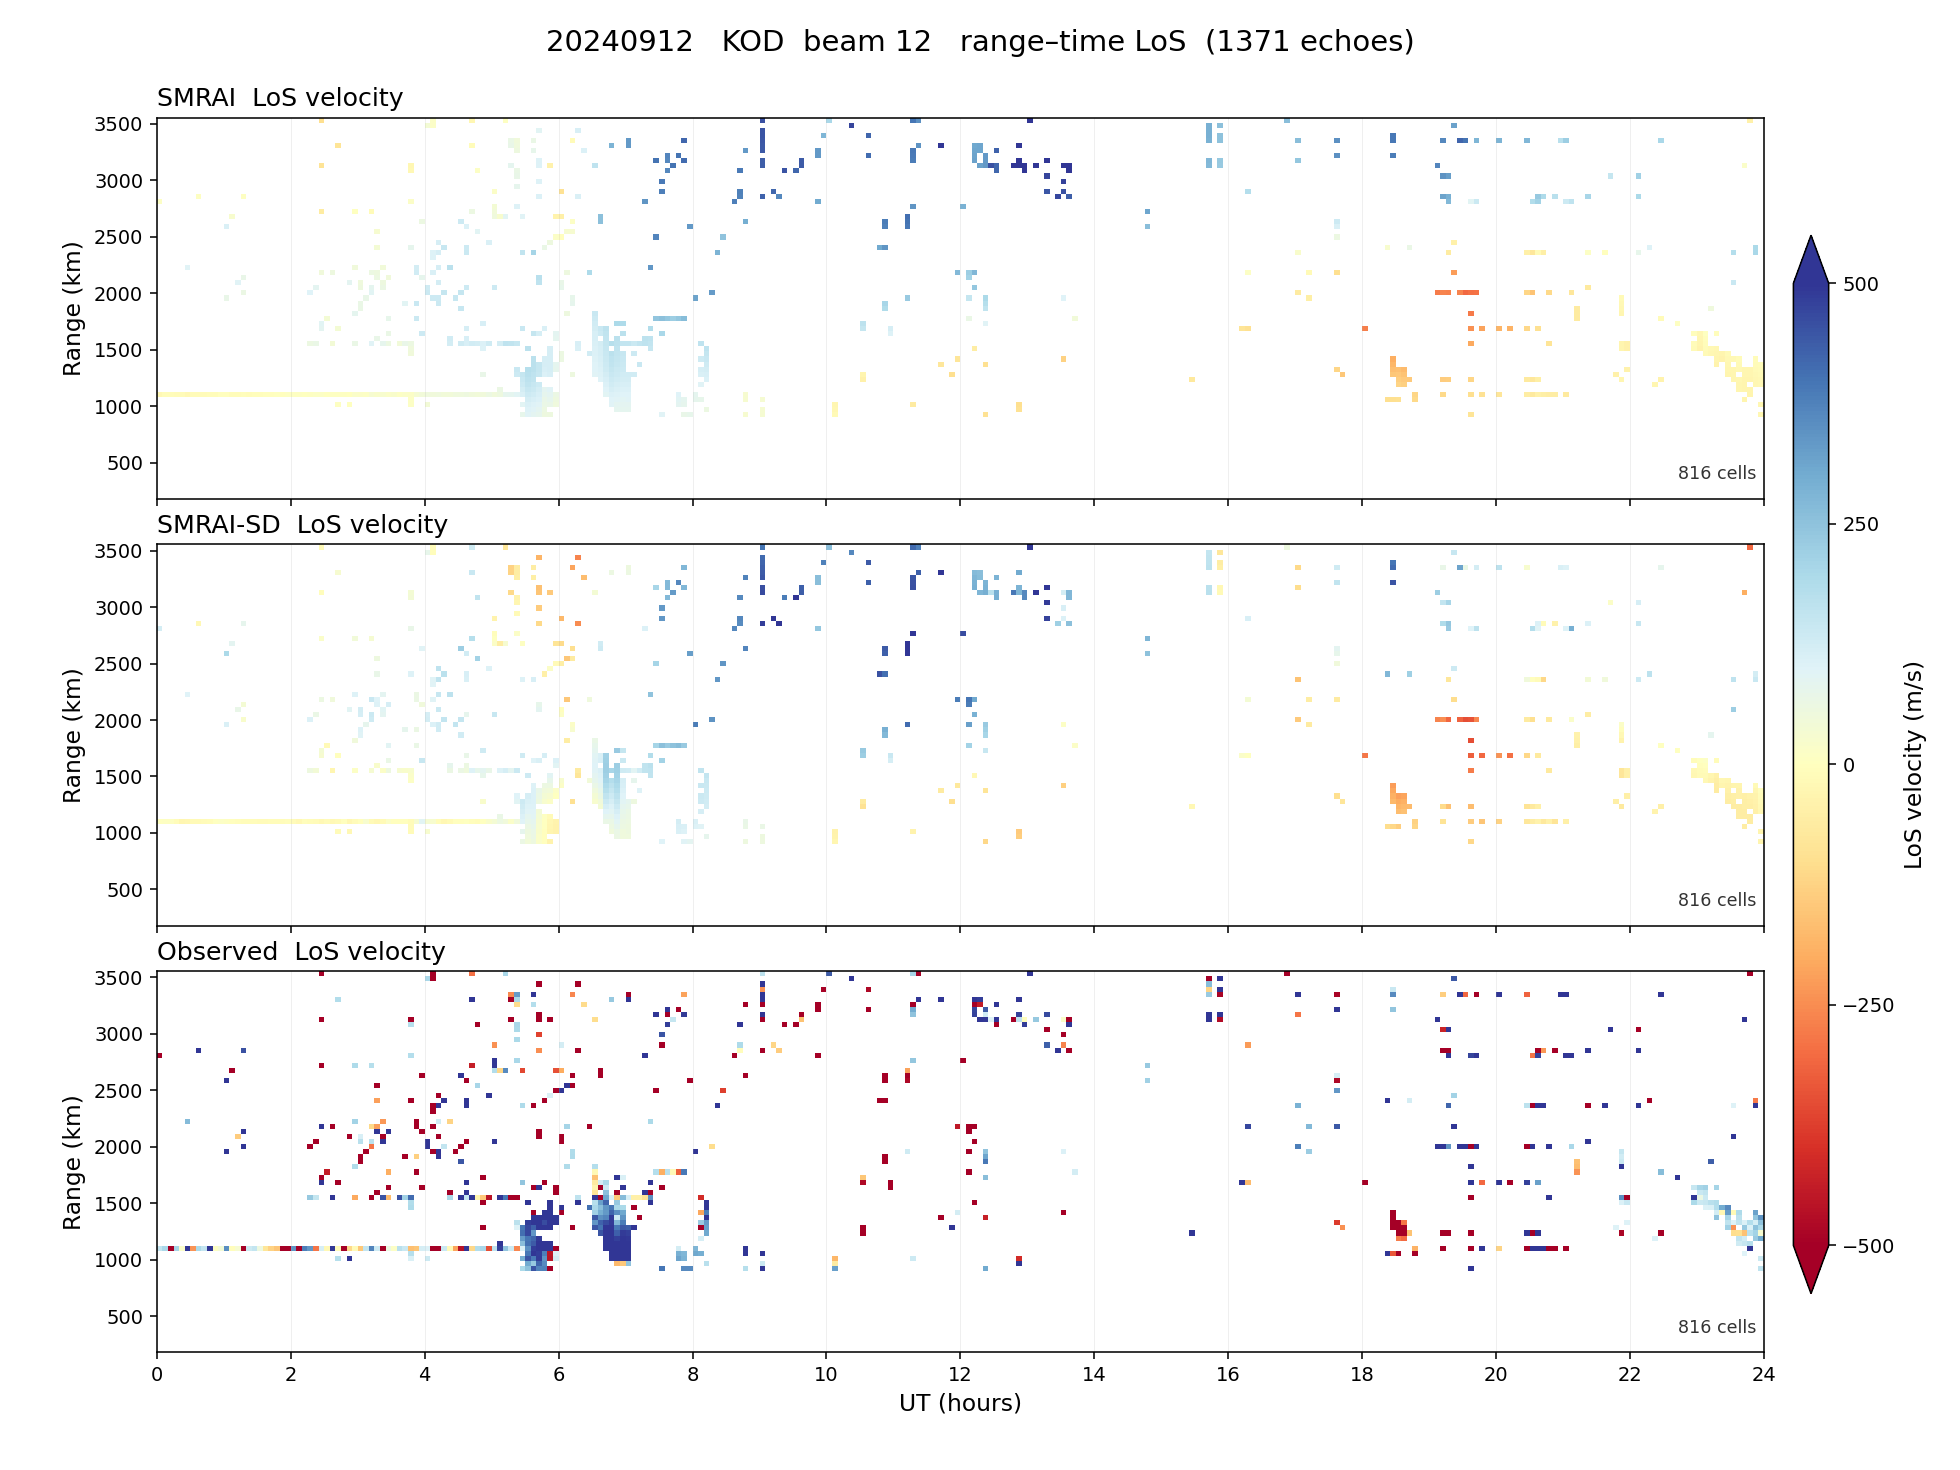 20240912   KOD  beam 12   range–time LoS  (1371 echoes)
SMRAI  LoS velocity
3500
3000
2500
2000
1500
1000
500
Range (km)
816 cells
SMRAI-SD  LoS velocity
3500
3000
2500
2000
1500
1000
500
Range (km)
816 cells
Observed  LoS velocity
3500
3000
2500
2000
1500
1000
500
Range (km)
816 cells
0 2 4 6 8 10 12 14 16 18 20 22 24
UT (hours)
500
250
0
−250
−500
LoS velocity (m/s)